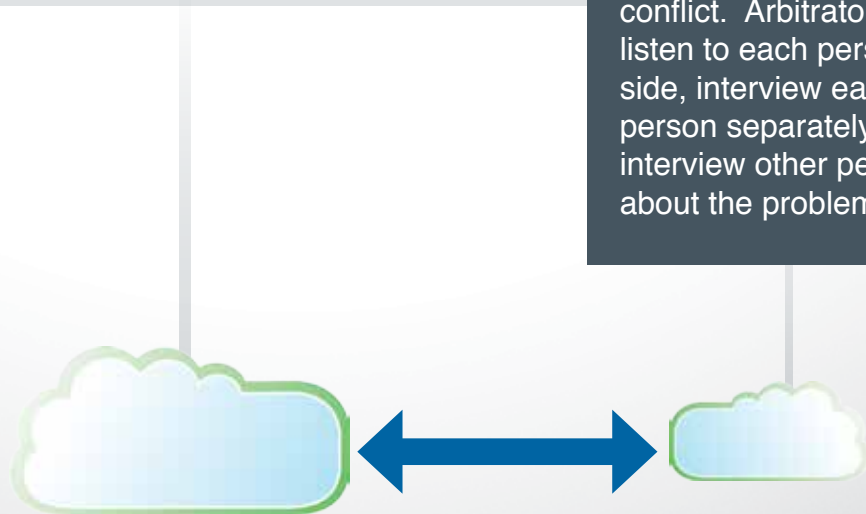 conflict. Arbitrato
listen to each pers
side, interview ea
person separately
interview other pe
about the problem